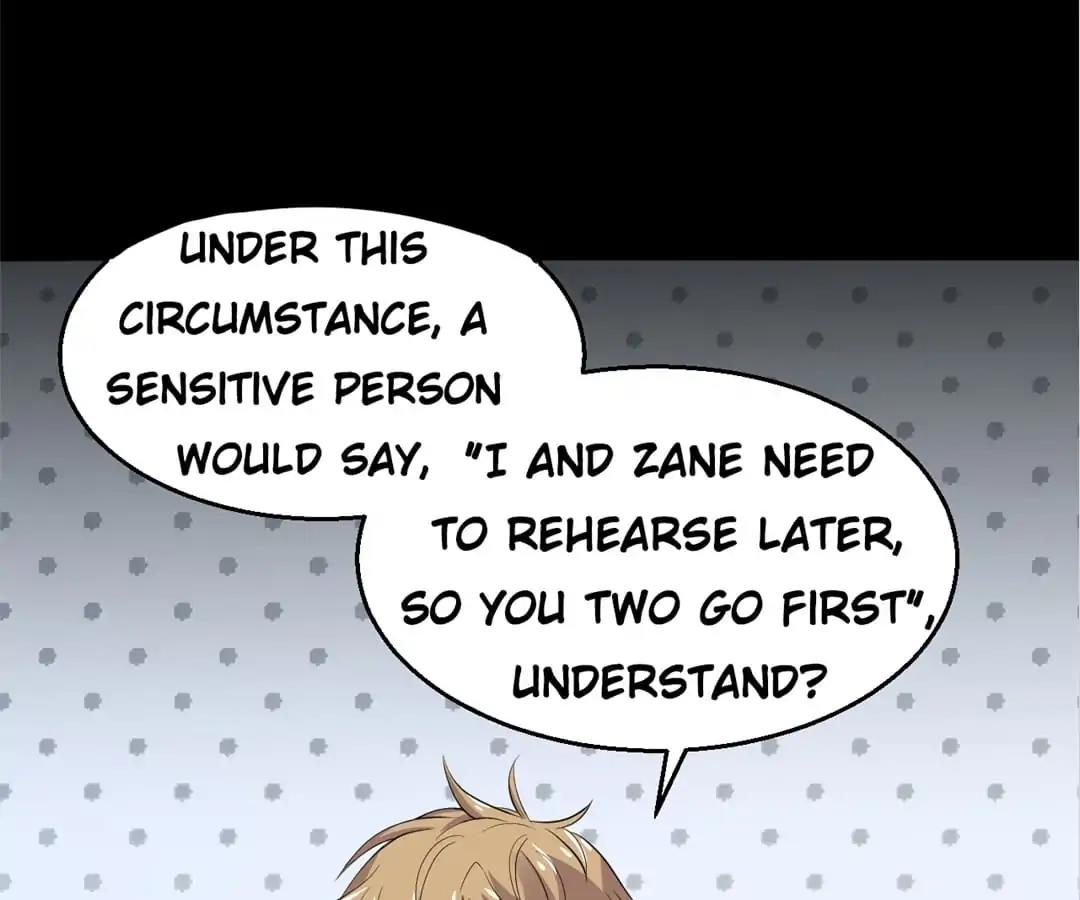 UNDER THIS
CIRCUMSTANCE, A
SENSITIVE PERSON
WOULD SAY, "I AND ZANE NEED
TO REHEARSE LATER,
SO YOU TWO GO FIRST",
UNDERSTAND?